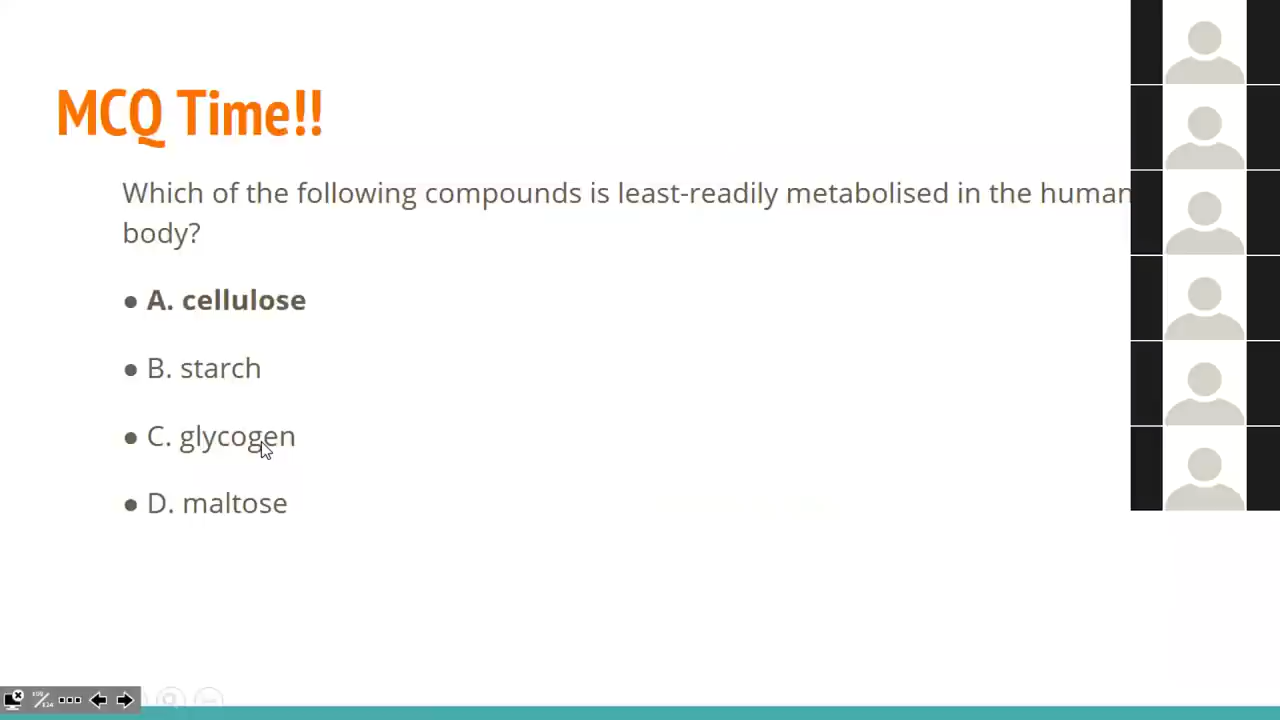 MCQ Time!!
Which of the following compounds is least-readily metabolised in the human
body?
● A. cellulose
● B. starch
● C. glycogen
● D. maltose